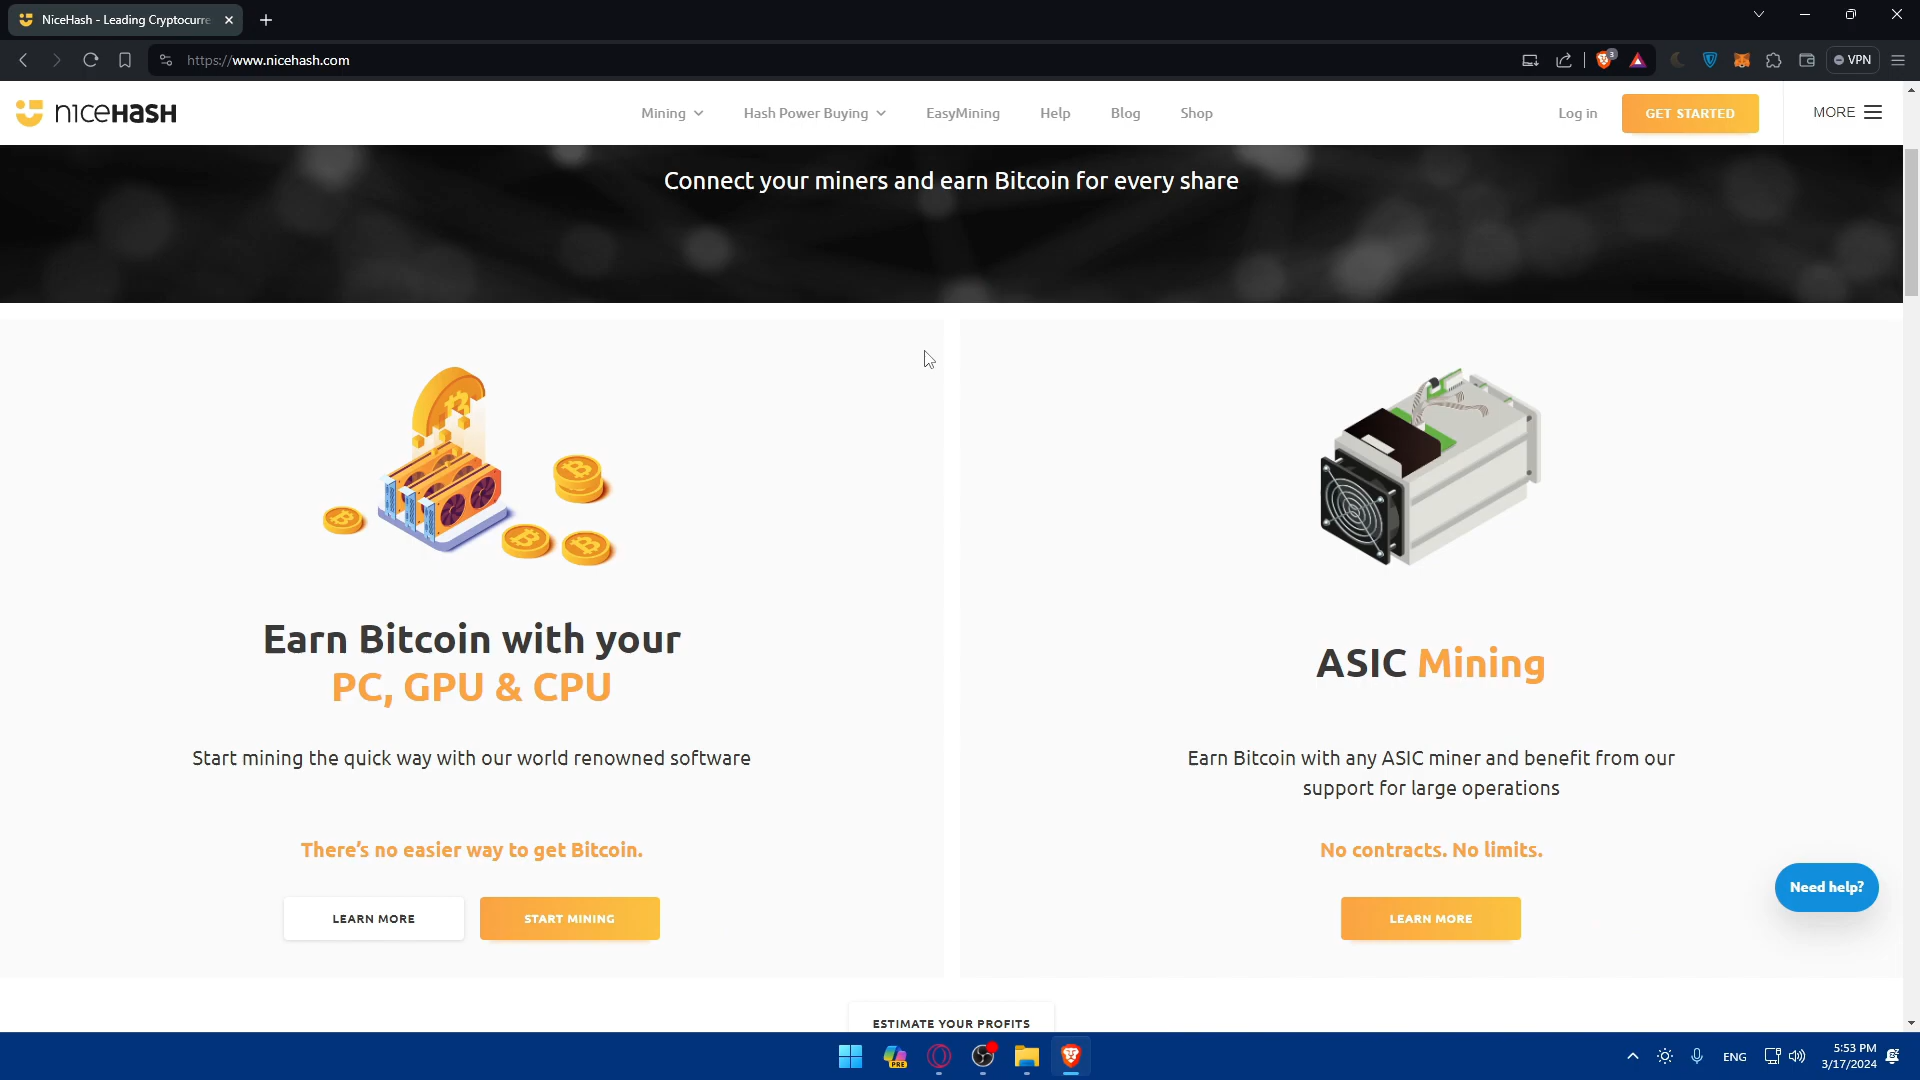 NiceHash - Leading Cryptocurre
https://www.nicehash.com
3
VPN
NICEHASH
Mining
Hash Power Buying
EasyMining
Help
Blog
Shop
Log in
GET STARTED
MORE
Connect your miners and earn Bitcoin for every share
Earn Bitcoin with your
PC, GPU & CPU
Start mining the quick way with our world renowned software
There's no easier way to get Bitcoin.
LEARN MORE
START MINING
ASIC Mining
Earn Bitcoin with any ASIC miner and benefit from our
support for large operations
No contracts. No limits.
LEARN MORE
Need help?
ESTIMATE YOUR PROFITS
PRE
ENG
5:53 PM
3/17/2024